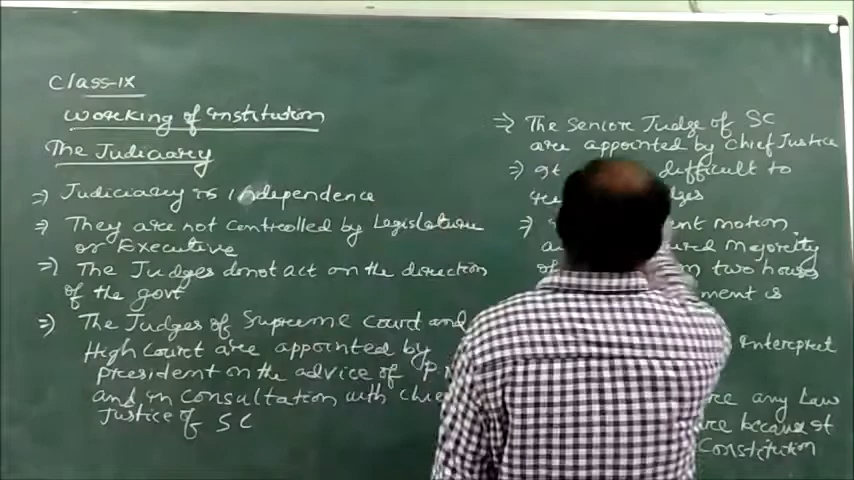 Class-IX
Working of Institution
The Judiciary
⇒ Judiciary is independence
⇒ They are not controlled by Legislature
or Executive
⇒ The Judges do not act on the direction
of the govt
⇒ The Judges of Supreme Court and
High Court are appointed by
President on the advice of
and in consultation with
Justice of SC
⇒ The Senior Judge of SC
are appointed by Chief Justice
⇒ difficult to
⇒ motion
Majority
of two houses
is
Interpret
any Law
because it
Constitution